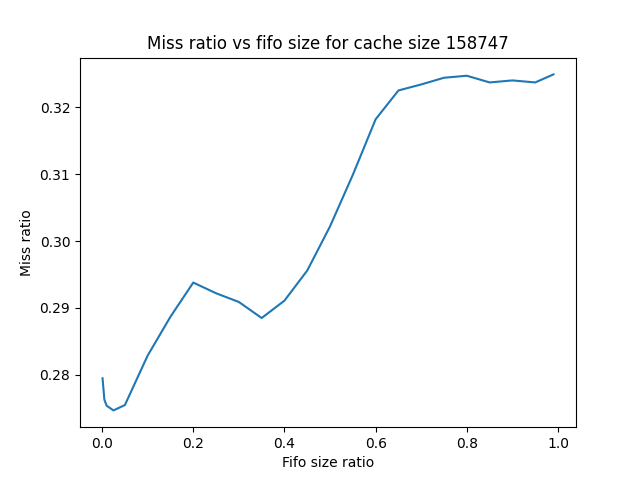 Miss ratio vs fifo size for cache size 158747
0.32
0.31
0.30
0.29
0.28
Miss ratio
0.0 0.2 0.4 0.6 0.8 1.0
Fifo size ratio